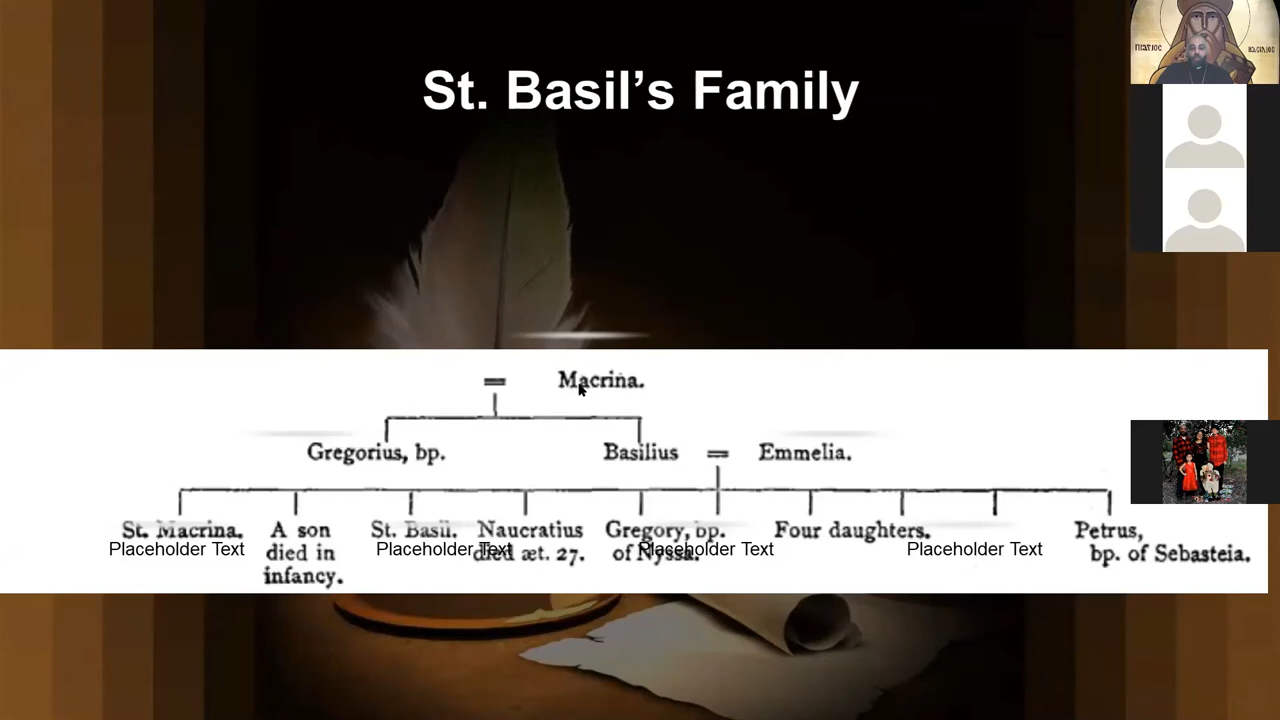 St. Basil’s Family
ΠΙΑΓΙΟC
ΒΑCΙΛΙΟC
= Macrina.
Gregorius, bp.
Basilius = Emmelia.
St. Macrina.
A son
died in
infancy.
St. Basil.
Naucratius
died æt. 27.
Gregory, bp.
of Nyssa.
Four daughters.
Petrus,
bp. of Sebasteia.
Placeholder Text
Placeholder Text
Placeholder Text
Placeholder Text